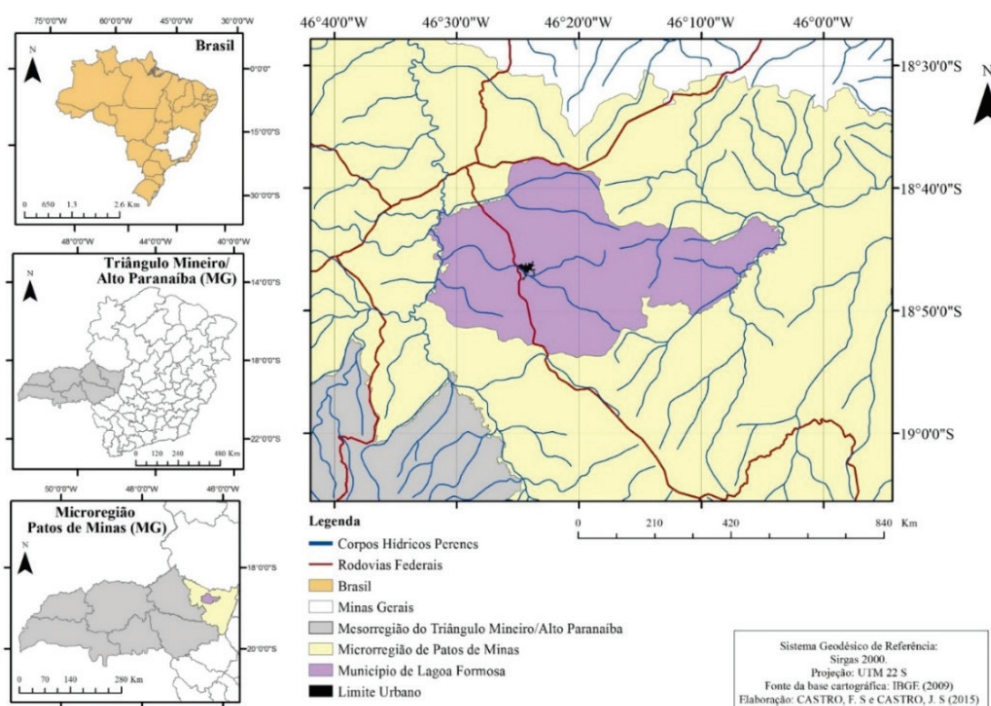 75°0'0"W 60°0'0"W 45°0'0"W 30°0'0"W
Brasil
N
0°0'0"
15°0'0"S
30°0'0"S
0 650 1.3 2.6 Km
48°0'0"W 44°0'0"W 40°0'0"W
Triângulo Mineiro/
Alto Paranaíba (MG)
N
14°0'0"S
18°0'0"S
22°0'0"S
0 120 240 480 Km
50°0'0"W 48°0'0"W 46°0'0"W
Microregião
Patos de Minas (MG)
N
18°0'0"S
20°0'0"S
0 70 140 280 Km
46°40'0"W 46°30'0"W 46°20'0"W 46°10'0"W 46°0'0"W
18°30'0"S
N
18°40'0"S
18°50'0"S
19°0'0"S
Legenda
0 210 420 840 Km
Corpos Hídricos Perenes
Rodovias Federais
Brasil
Minas Gerais
Mesorregião do Triângulo Mineiro/Alto Paranaíba
Microrregião de Patos de Minas
Município de Lagoa Formosa
Limite Urbano
Sistema Geodésico de Referência:
Sirgas 2000.
Projeção: UTM 22 S
Fonte da base cartográfica: IBGE (2009)
Elaboração: CASTRO, F. S e CASTRO, J. S (2015)